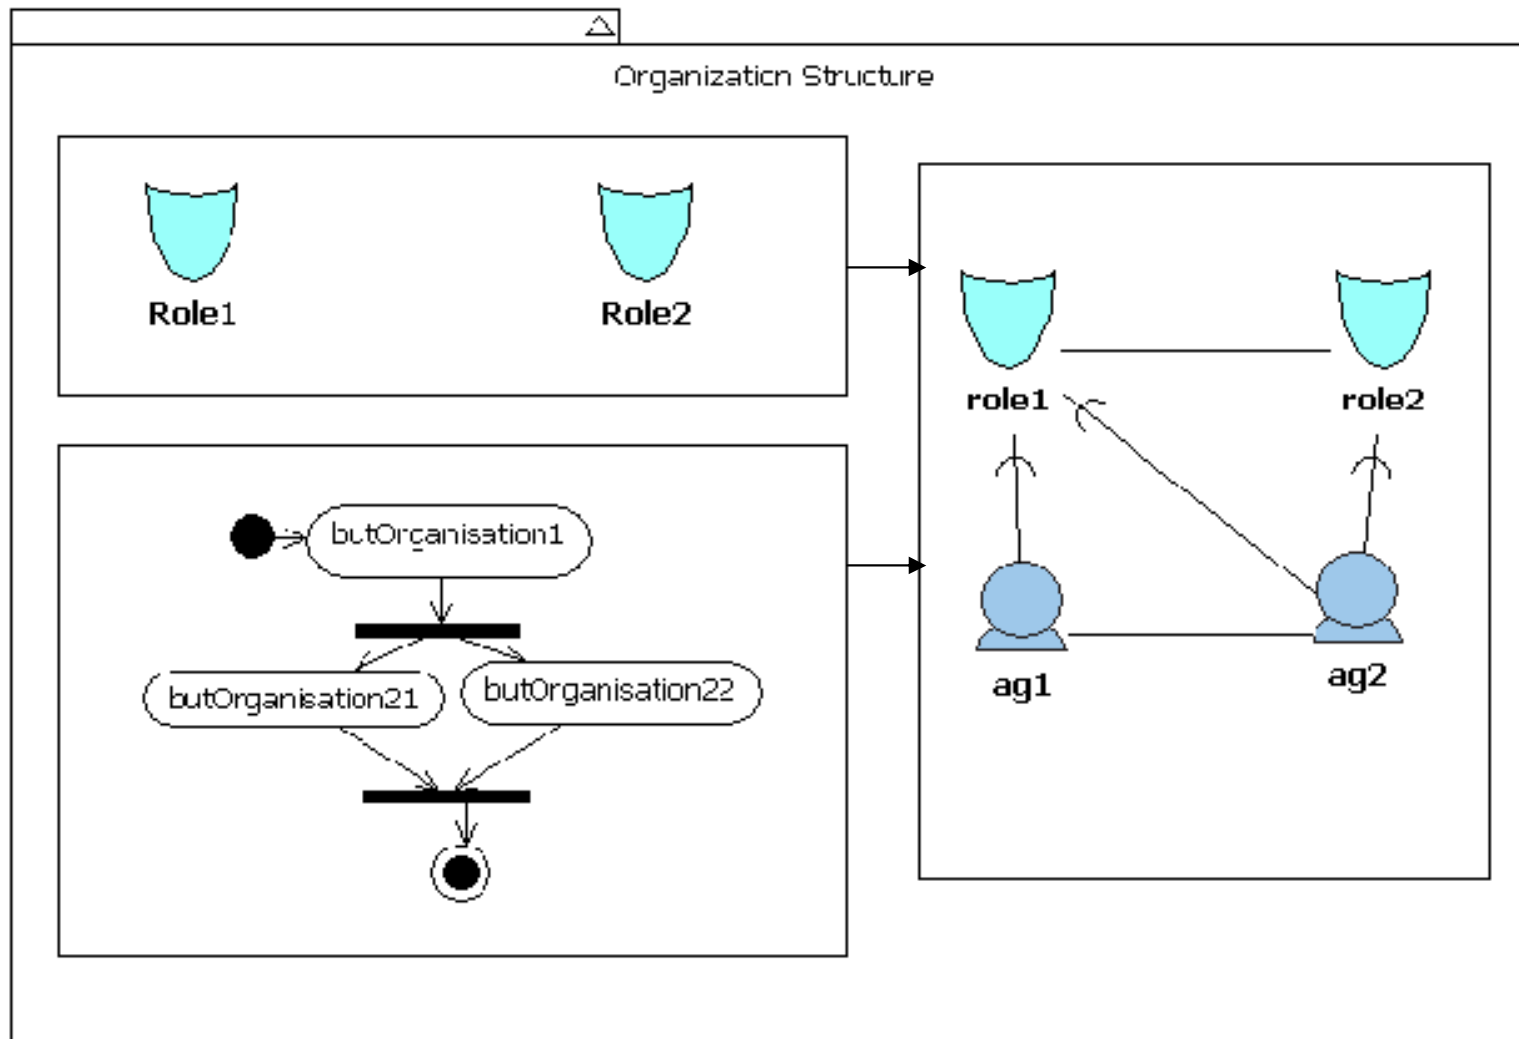 Organization Structure
Role1
Role2
butOrganisation1
butOrganisation21
butOrganisation22
role1
role2
ag1
ag2